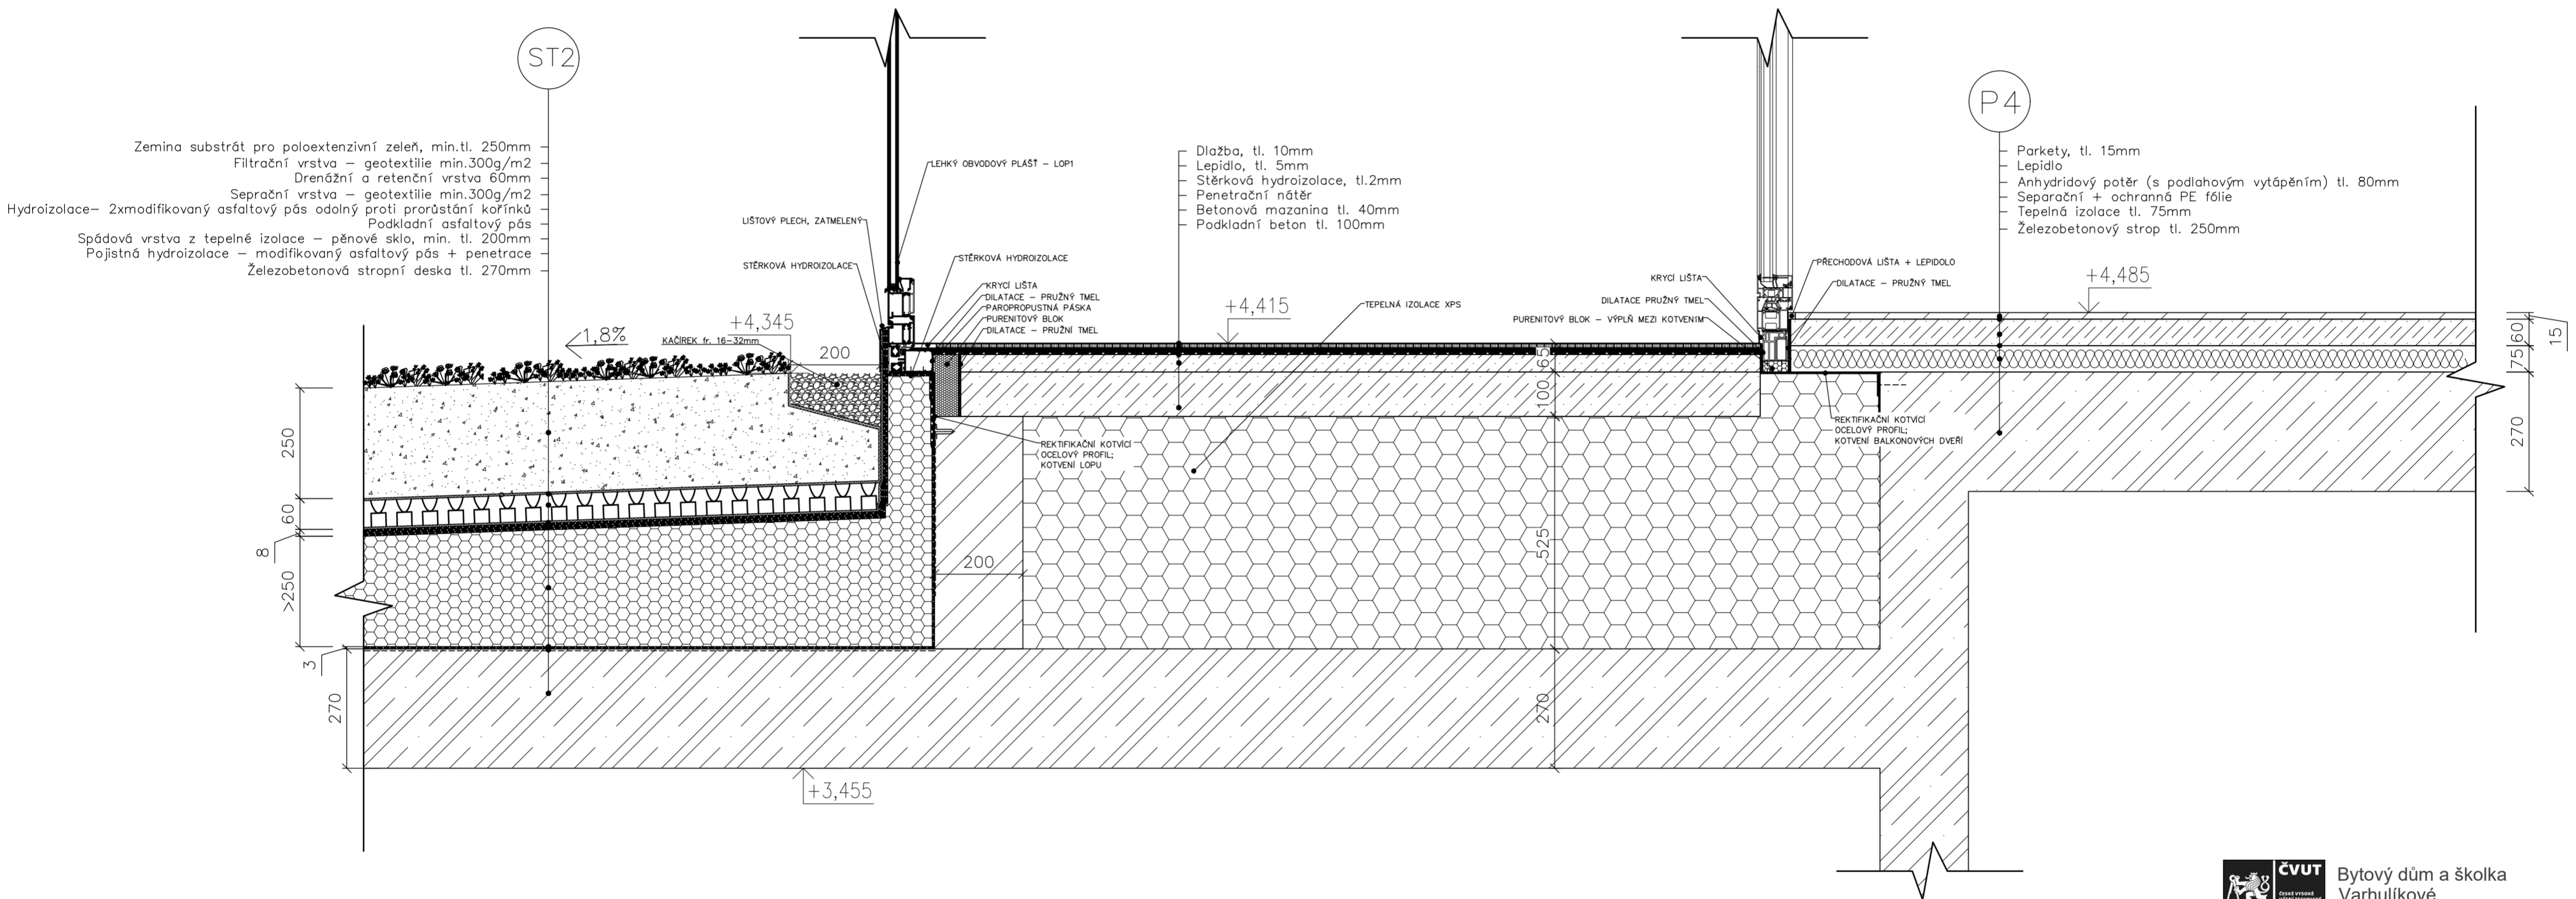 ST2
Zemina substrát pro poloextenzivní zeleň, min.tl. 250mm
Filtrační vrstva – geotextilie min.300g/m2
Drenážní a retenční vrstva 60mm
Seprační vrstva – geotextilie min.300g/m2
Hydroizolace– 2xmodifikovaný asfaltový pás odolný proti prorůstání kořínků
Podkladní asfaltový pás
Spádová vrstva z tepelné izolace – pěnové sklo, min. tl. 200mm
Pojistná hydroizolace – modifikovaný asfaltový pás + penetrace
Železobetonová stropní deska tl. 270mm
1,8%
KAČÍREK fr. 16-32mm
+4,345
200
LIŠTOVÝ PLECH, ZATMELENÝ
STĚRKOVÁ HYDROIZOLACE
LEHKÝ OBVODOVÝ PLÁŠŤ – LOP1
STĚRKOVÁ HYDROIZOLACE
KRYCÍ LIŠTA
DILATACE – PRUŽNÝ TMEL
PAROPROPUSTNÁ PÁSKA
PURENITOVÝ BLOK
DILATACE – PRUŽNÍ TMEL
Dlažba, tl. 10mm
Lepidlo, tl. 5mm
Stěrková hydroizolace, tl.2mm
Penetrační nátěr
Betonová mazanina tl. 40mm
Podkladní beton tl. 100mm
+4,415
TEPELNÁ IZOLACE XPS
KRYCÍ LIŠTA
DILATACE PRUŽNÝ TMEL
PURENITOVÝ BLOK – VÝPLŇ MEZI KOTVENIM
P4
Parkety, tl. 15mm
Lepidlo
Anhydridový potěr (s podlahovým vytápěním) tl. 80mm
Separační + ochranná PE fólie
Tepelná izolace tl. 75mm
Železobetonový strop tl. 250mm
PŘECHODOVÁ LIŠTA + LEPIDOLO
DILATACE – PRUŽNÝ TMEL
+4,485
15
60
75
270
REKTIFIKAČNÍ KOTVÍCÍ
OCELOVÝ PROFIL;
KOTVENÍ LOPU
REKTIFIKAČNÍ KOTVÍCÍ
OCELOVÝ PROFIL;
KOTVENÍ BALKONOVÝCH DVEŘÍ
65
100
525
270
200
250
60
8
>250
3
270
+3,455
ČVUT
ČESKÉ VYSOKÉ
Bytový dům a školka
Varhulíkové